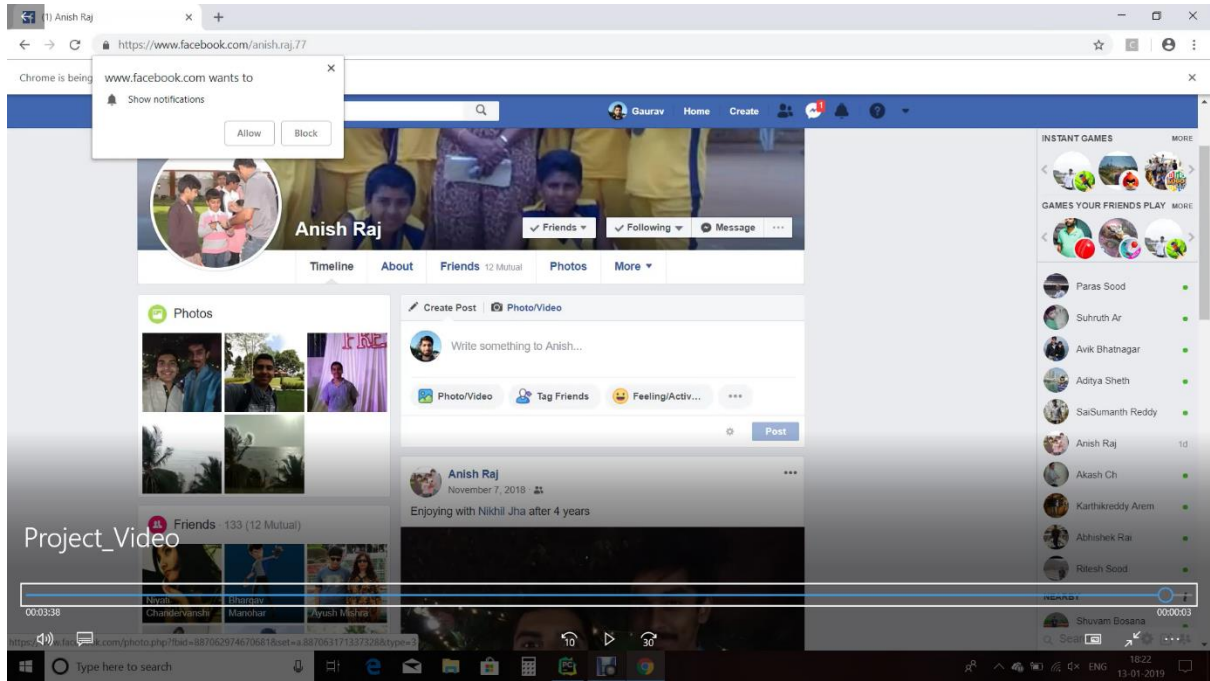 (1) Anish Raj
https://www.facebook.com/anish.raj.77
Chrome is being
www.facebook.com wants to
Show notifications
Allow Block
Gaurav Home Create 1
Anish Raj
Friends Following Message
Timeline About Friends 12 Mutual Photos More
Photos
FRE
Create Post Photo/Video
Write something to Anish...
Photo/Video Tag Friends Feeling/Activ...
Post
Anish Raj
November 7, 2018
Enjoying with Nikhil Jha after 4 years
Friends · 133 (12 Mutual)
Niyati Chandervanshi
Bhargav Manohar
Ayush Mishra
INSTANT GAMES MORE
GAMES YOUR FRIENDS PLAY MORE
Paras Sood
Suhruth Ar
Avik Bhatnagar
Aditya Sheth
SaiSumanth Reddy
Anish Raj 1d
Akash Ch
Karthikreddy Arem
Abhishek Rai
Ritesh Sood
NEARBY
Shuvam Bosana
Project_Video
00:03:38 00:00:03
10 30
Type here to search
ENG
18:22
13-01-2019